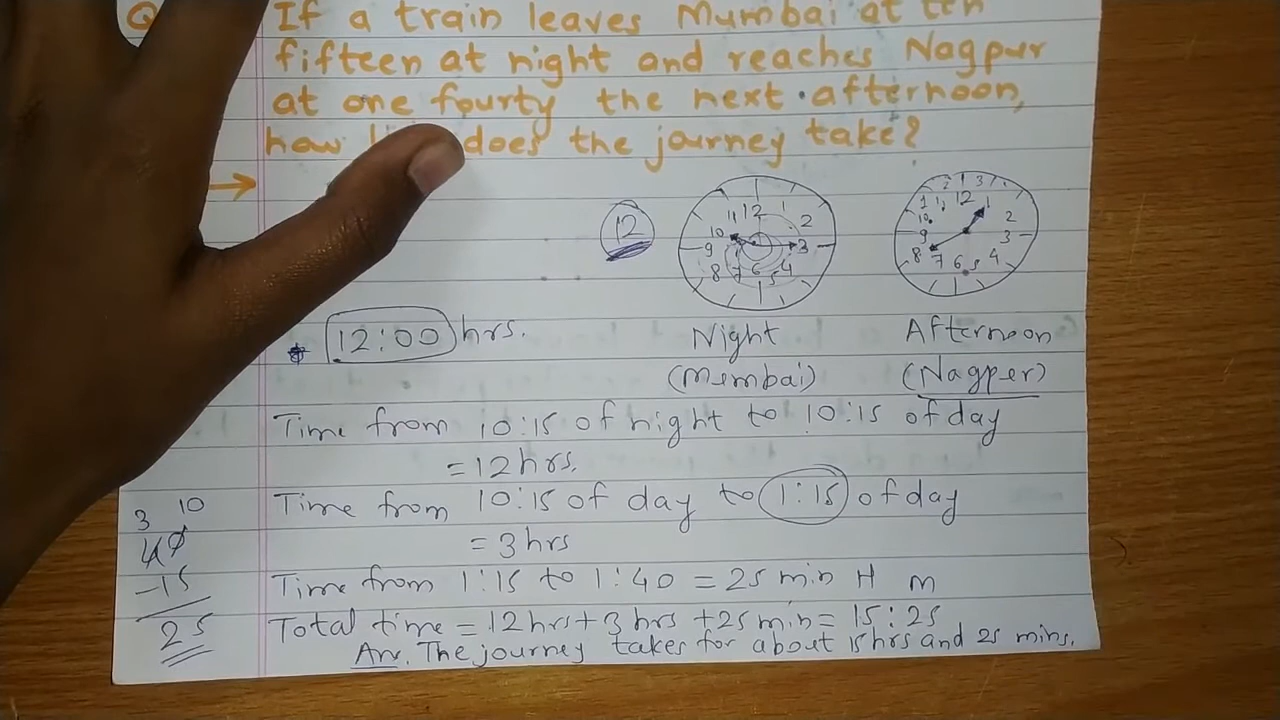 Q
If a train leaves Mumbai at ten
fifteen at night and reaches Nagpur
at one fourty the next afternoon,
how does the journey take?
12
12 1 2 3 4 5 6 7 8 9 10 11
12 1 2 3 4 5 6 7 8 9 10 11
12:00 hrs.
Night
(Mumbai)
Afternoon
(Nagper)
Time from 10:15 of night to 10:15 of day
= 12 hrs.
Time from 10:15 of day to 1:15 of day
= 3 hrs
Time from 1:15 to 1:40 = 25 min H m
Total time = 12 hrs + 3 hrs + 25 min = 15:25
Ans. The journey takes for about 15 hrs and 25 mins.
3 10
40
-15
25